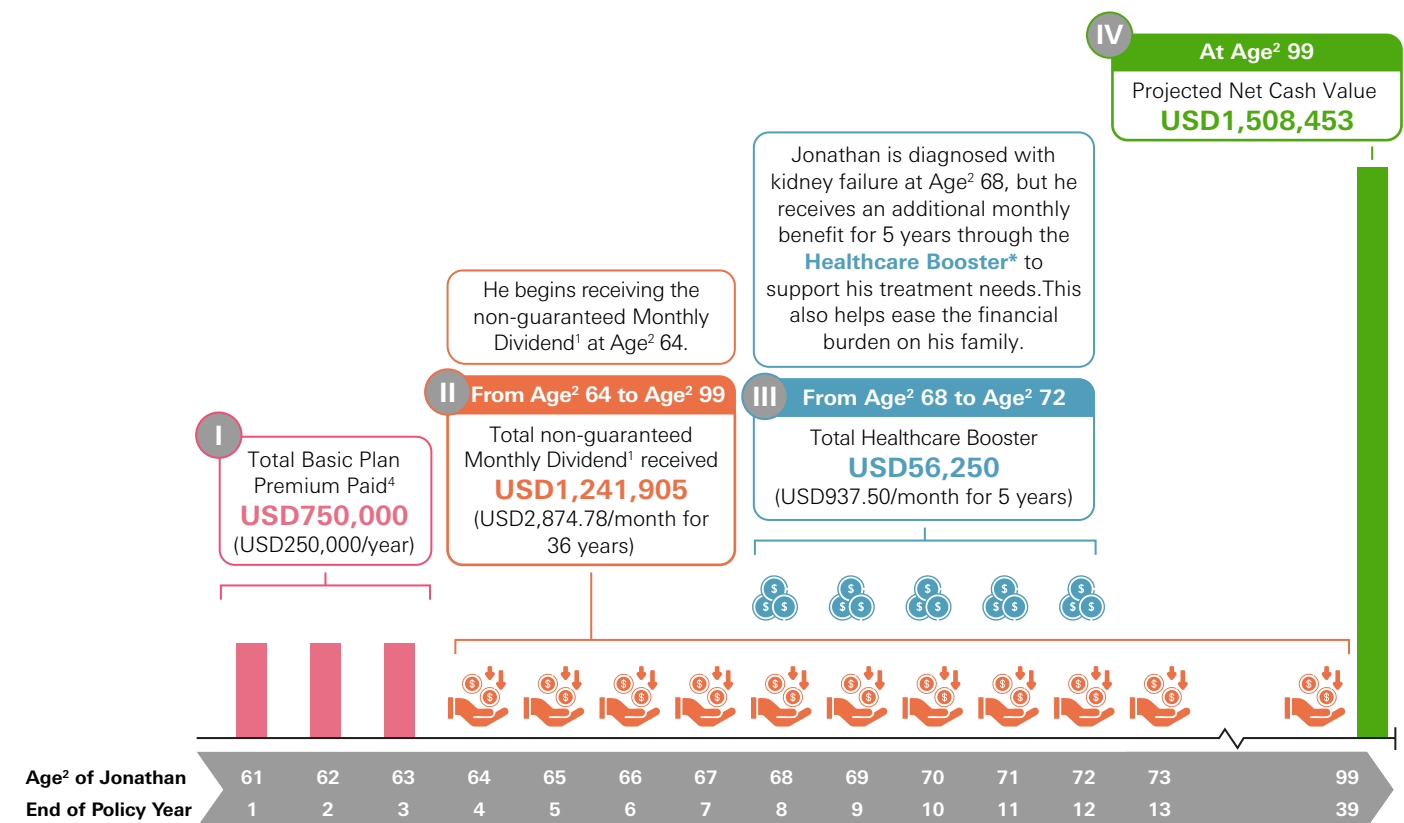 I
Total Basic Plan
Premium Paid⁴
USD750,000
(USD250,000/year)
He begins receiving the
non-guaranteed Monthly
Dividend¹ at Age² 64.
II
From Age² 64 to Age² 99
Total non-guaranteed
Monthly Dividend¹ received
USD1,241,905
(USD2,874.78/month for
36 years)
Jonathan is diagnosed with
kidney failure at Age² 68, but he
receives an additional monthly
benefit for 5 years through the
Healthcare Booster* to
support his treatment needs.This
also helps ease the financial
burden on his family.
III
From Age² 68 to Age² 72
Total Healthcare Booster
USD56,250
(USD937.50/month for 5 years)
IV
At Age² 99
Projected Net Cash Value
USD1,508,453
$ $ $ $ $
$ $ $ $ $ $ $ $ $ $
$ $ $ $ $ $ $ $ $ $ $
$ $ $ $ $ $ $ $ $ $ $
Age² of Jonathan 61 62 63 64 65 66 67 68 69 70 71 72 73 99
End of Policy Year 1 2 3 4 5 6 7 8 9 10 11 12 13 39